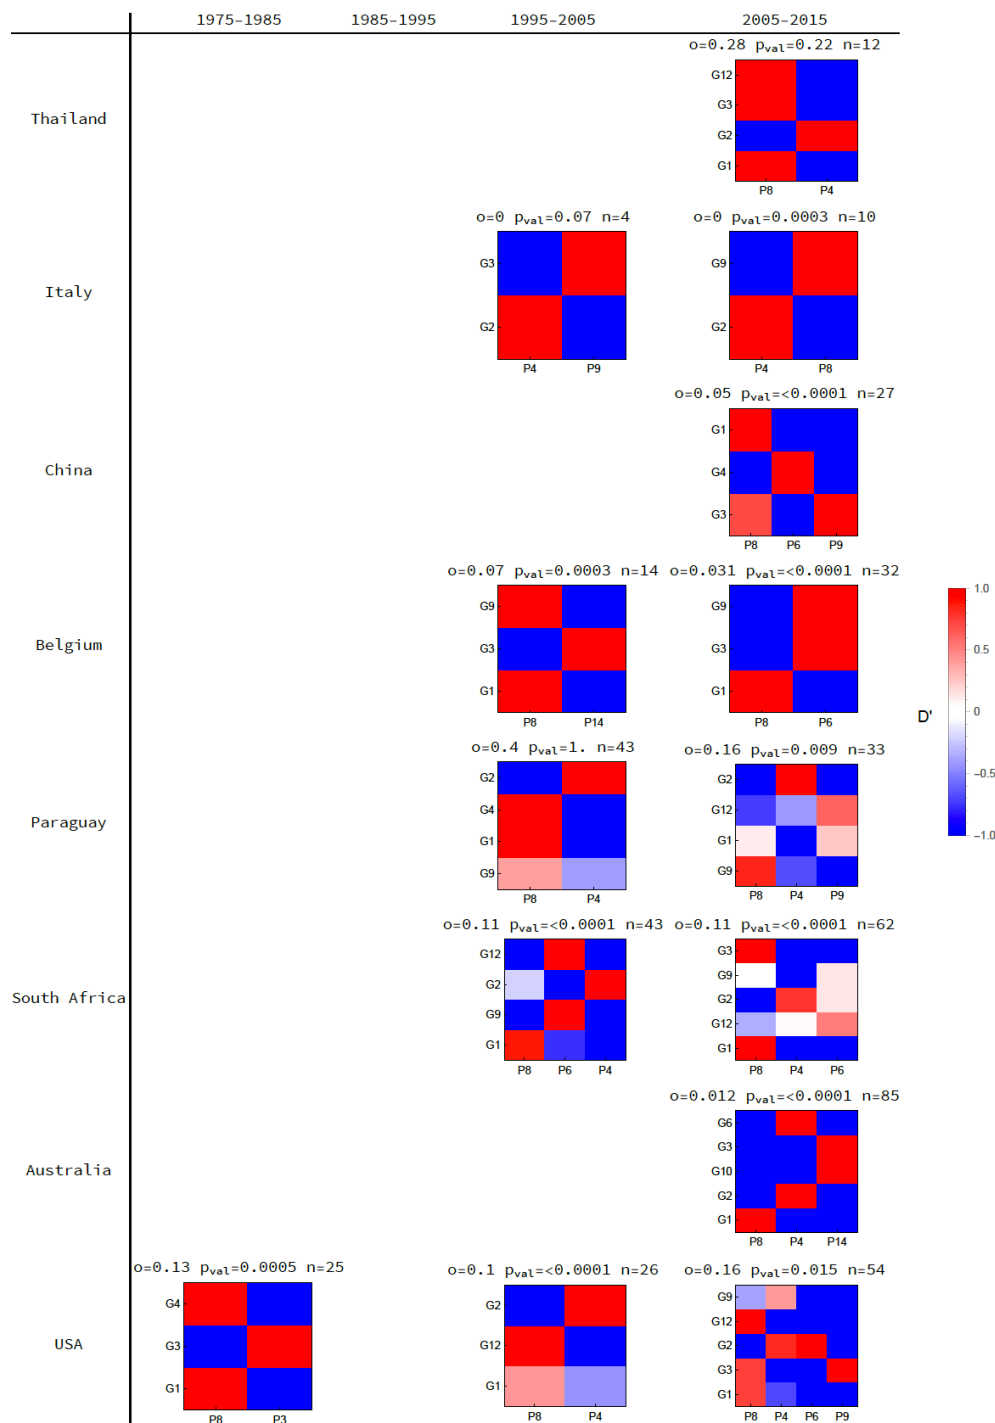 1975-1985 1985-1995 1995-2005 2005-2015
o=0.28 pval=0.22 n=12
G12
G3
Thailand
G2
G1
P8 P4
o=0 pval=0.07 n=4 o=0 pval=0.0003 n=10
G3 G9
Italy
G2 G2
P4 P9 P4 P8
o=0.05 pval=<0.0001 n=27
G1
China G4
G3
P8 P6 P9
o=0.07 pval=0.0003 n=14 o=0.031 pval=<0.0001 n=32
G9 G9
Belgium G3 G3
G1 G1
P8 P14 P8 P6
1.0
0.5
0
-0.5
-1.0
D'
o=0.4 pval=1. n=43 o=0.16 pval=0.009 n=33
G2 G2
G4 G12
Paraguay
G1 G1
G9 G9
P8 P4 P8 P4 P9
o=0.11 pval=<0.0001 n=43 o=0.11 pval=<0.0001 n=62
G12 G3
G2 G9
South Africa G2
G9 G12
G1 G1
P8 P6 P4 P8 P4 P6
o=0.012 pval=<0.0001 n=85
G6
G3
Australia G10
G2
G1
P8 P4 P14
o=0.13 pval=0.0005 n=25 o=0.1 pval=<0.0001 n=26 o=0.16 pval=0.015 n=54
G4 G2 G9
G12
USA G3 G12 G2
G3
G1 G1 G1
P8 P3 P8 P4 P8 P4 P6 P9